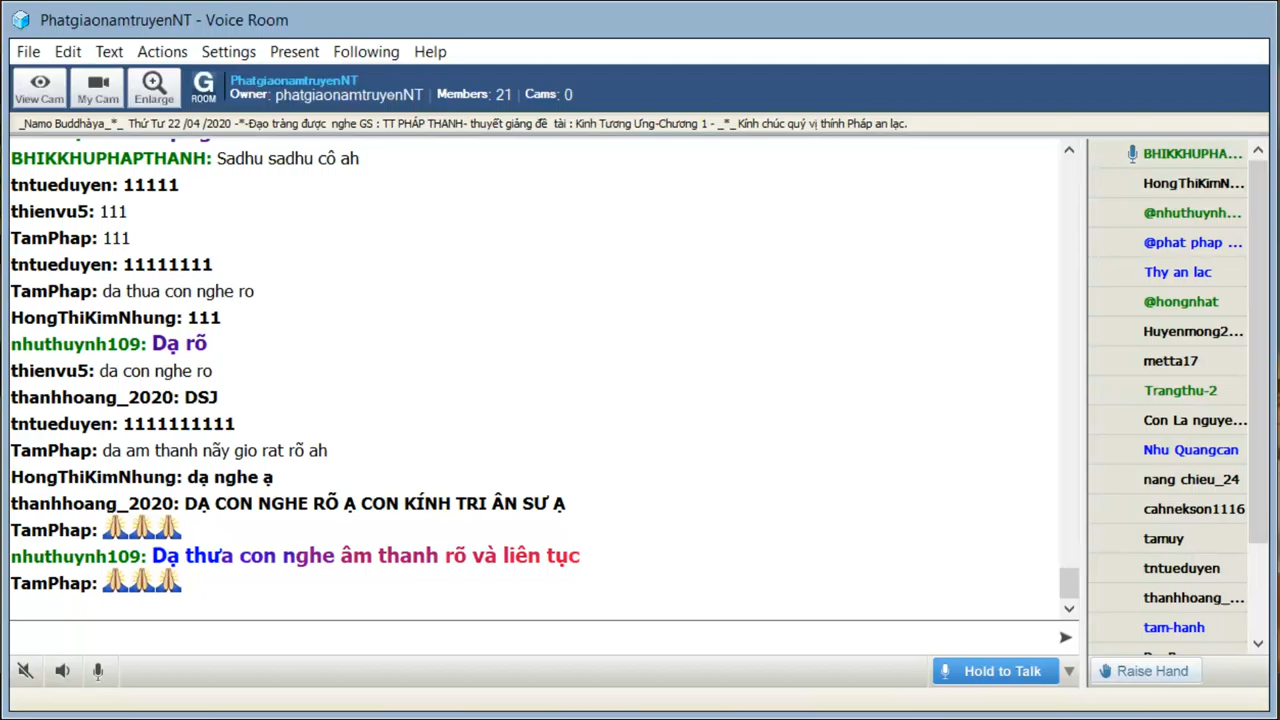 PhatgiaonamtruyenNT - Voice Room
File Edit Text Actions Settings Present Following Help
View Cam My Cam Enlarge G ROOM
PhatgiaonamtruyenNT
Owner: phatgiaonamtruyenNT | Members: 21 | Cams: 0
_Namo Buddhàya_*_ Thứ Tư 22 /04 /2020 -*-Đạo tràng được nghe GS : TT PHÁP THANH- thuyết giảng đề tài : Kinh Tương Ưng-Chương 1 - _*_ Kính chúc quý vị thính Pháp an lạc.
BHIKKHUPHAPTHANH: Sadhu sadhu cô ah
tntueduyen: 11111
thienvu5: 111
TamPhap: 111
tntueduyen: 11111111
TamPhap: da thua con nghe ro
HongThiKimNhung: 111
nhuthuynh109: Dạ rõ
thienvu5: da con nghe ro
thanhhoang_2020: DSJ
tntueduyen: 1111111111
TamPhap: da am thanh nãy gio rat rõ ah
HongThiKimNhung: dạ nghe ạ
thanhhoang_2020: DẠ CON NGHE RÕ Ạ CON KÍNH TRI ÂN SƯ Ạ
TamPhap: 🙏🙏🙏
nhuthuynh109: Dạ thưa con nghe âm thanh rõ và liên tục
TamPhap: 🙏🙏🙏
BHIKKHUPHA...
HongThiKimN...
@nhuthuynh...
@phat phap ...
Thy an lac
@hongnhat
Huyenmong2...
metta17
Trangthu-2
Con La nguye...
Nhu Quangcan
nang chieu_24
cahnekson1116
tamuy
tntueduyen
thanhhoang_...
tam-hanh
Hold to Talk
Raise Hand